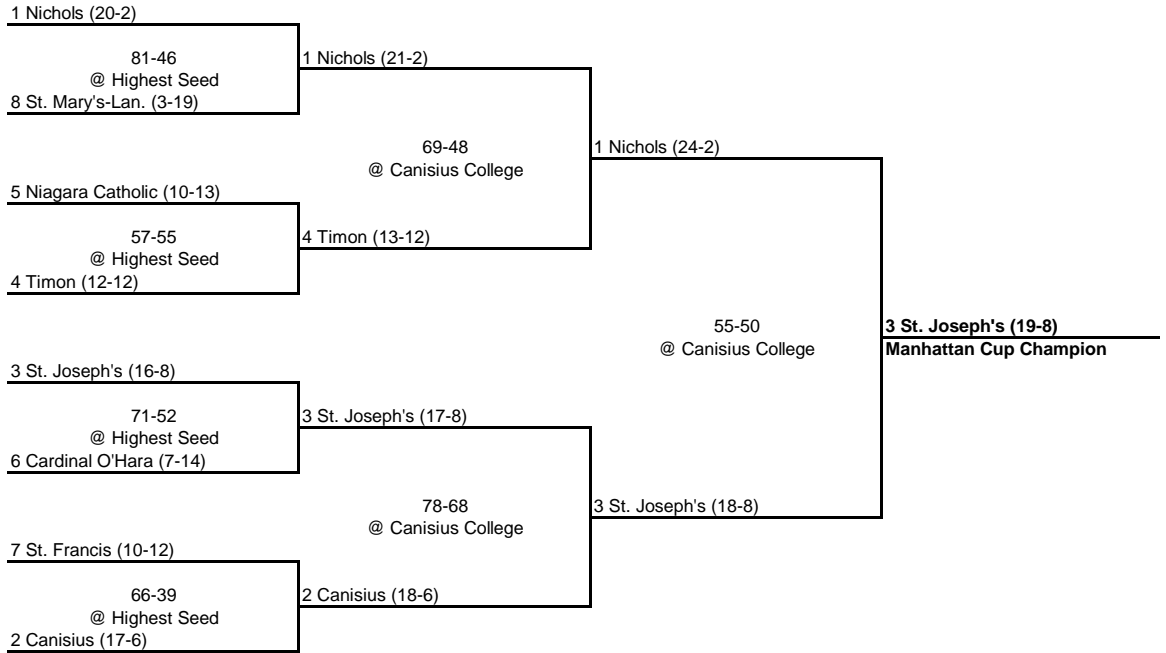 1 Nichols (20-2)
81-46
@ Highest Seed
8 St. Mary's-Lan. (3-19)
1 Nichols (21-2)
69-48
@ Canisius College
5 Niagara Catholic (10-13)
57-55
@ Highest Seed
4 Timon (12-12)
4 Timon (13-12)
1 Nichols (24-2)
55-50
@ Canisius College
3 St. Joseph's (19-8)
Manhattan Cup Champion
3 St. Joseph's (16-8)
71-52
@ Highest Seed
6 Cardinal O'Hara (7-14)
3 St. Joseph's (17-8)
78-68
@ Canisius College
3 St. Joseph's (18-8)
7 St. Francis (10-12)
66-39
@ Highest Seed
2 Canisius (17-6)
2 Canisius (18-6)